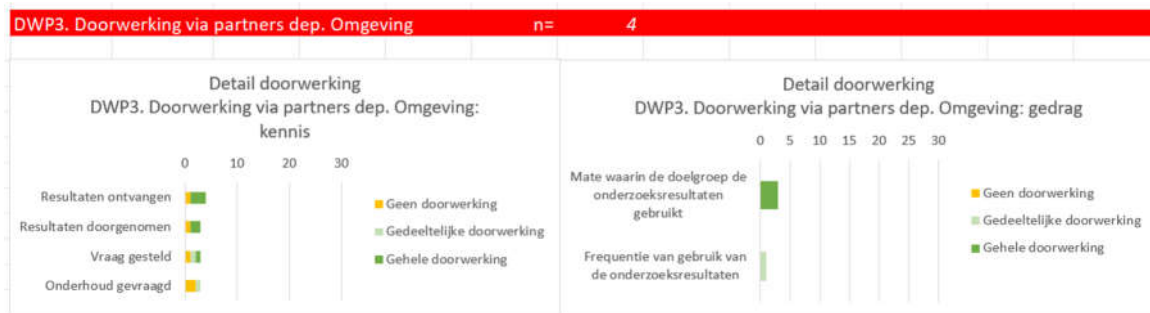 DWP3. Doorwerking via partners dep. Omgeving n= 4
Detail doorwerking
DWP3. Doorwerking via partners dep. Omgeving:
kennis
0 10 20 30
Resultaten ontvangen
Resultaten doorgenomen
Vraag gesteld
Onderhoud gevraagd
Geen doorwerking
Gedeeltelijke doorwerking
Gehele doorwerking
Detail doorwerking
DWP3. Doorwerking via partners dep. Omgeving: gedrag
0 5 10 15 20 25 30
Mate waarin de doelgroep de
onderzoeksresultaten
gebruikt
Frequentie van gebruik van
de onderzoeksresultaten
Geen doorwerking
Gedeeltelijke doorwerking
Gehele doorwerking